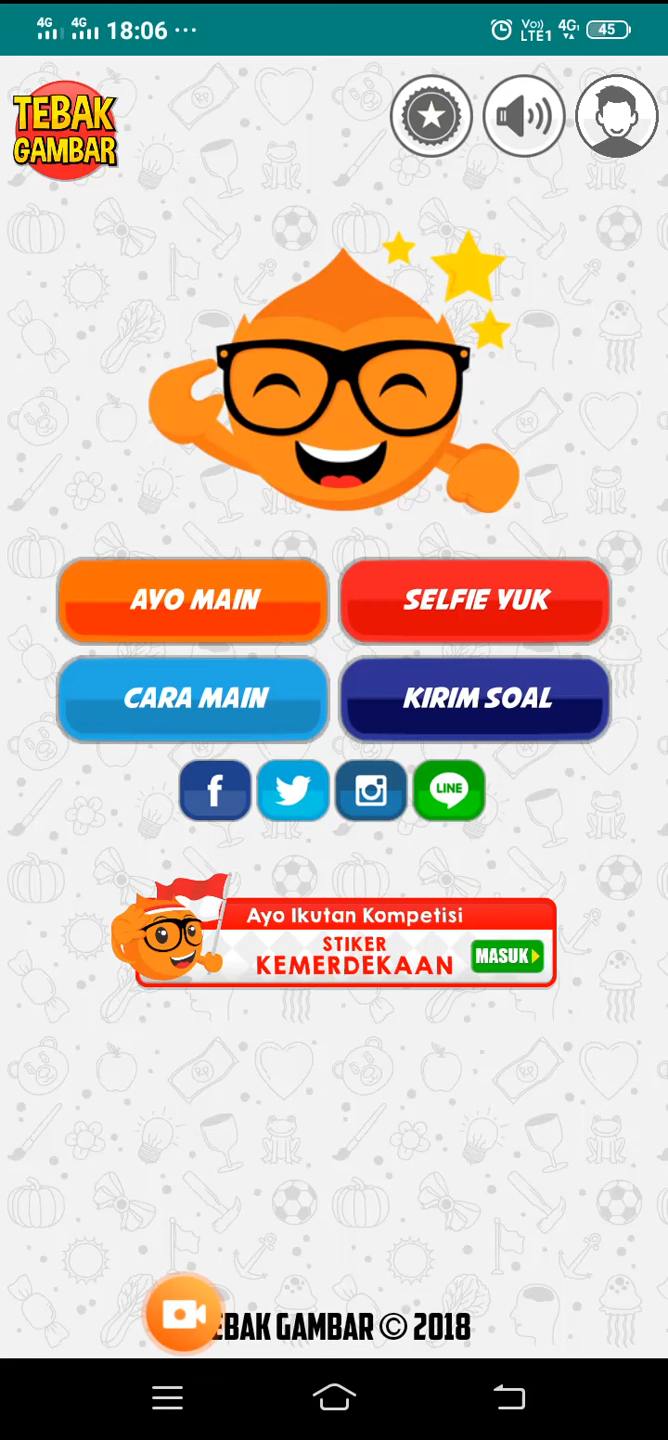 4G 4G 18:06 ...
Vo)) LTE1 4G 45
TEBAK
GAMBAR
AYO MAIN
SELFIE YUK
CARA MAIN
KIRIM SOAL
f
LINE
Ayo Ikutan Kompetisi
STIKER
KEMERDEKAAN
MASUK
EBAK GAMBAR © 2018